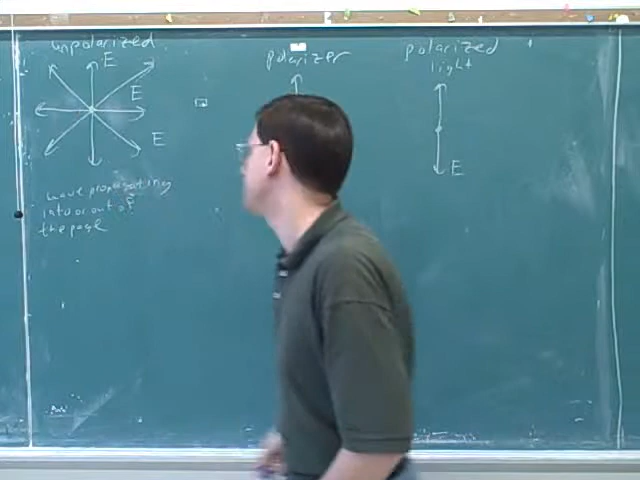 unpolarized
E
E
E
wave propagating
into or out of
the page
polarizer
polarized
light
E